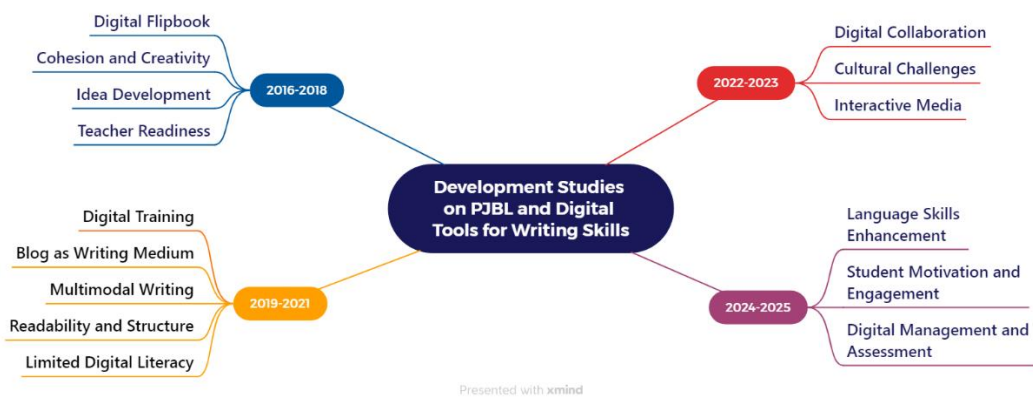 Digital Flipbook
Cohesion and Creativity
Idea Development
Teacher Readiness
2016-2018
Digital Collaboration
Cultural Challenges
Interactive Media
2022-2023
Development Studies
on PJBL and Digital
Tools for Writing Skills
Digital Training
Blog as Writing Medium
Multimodal Writing
Readability and Structure
Limited Digital Literacy
2019-2021
Language Skills
Enhancement
Student Motivation and
Engagement
Digital Management and
Assessment
2024-2025
Presented with xmind